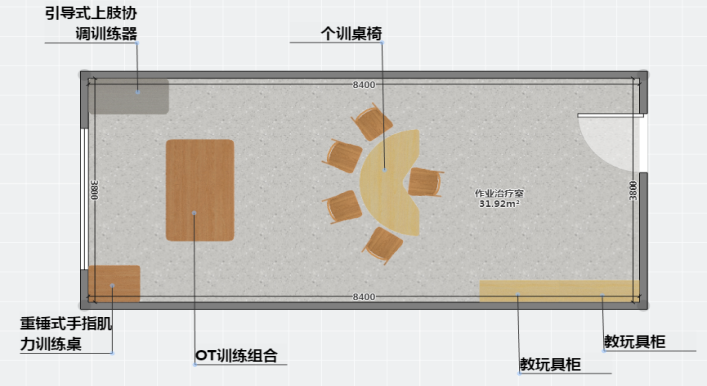 引导式上肢协
调训练器
个训桌椅
8400
3800
作业治疗室
31.92m²
3800
8400
重锤式手指肌
力训练桌
OT训练组合
教玩具柜
教玩具柜